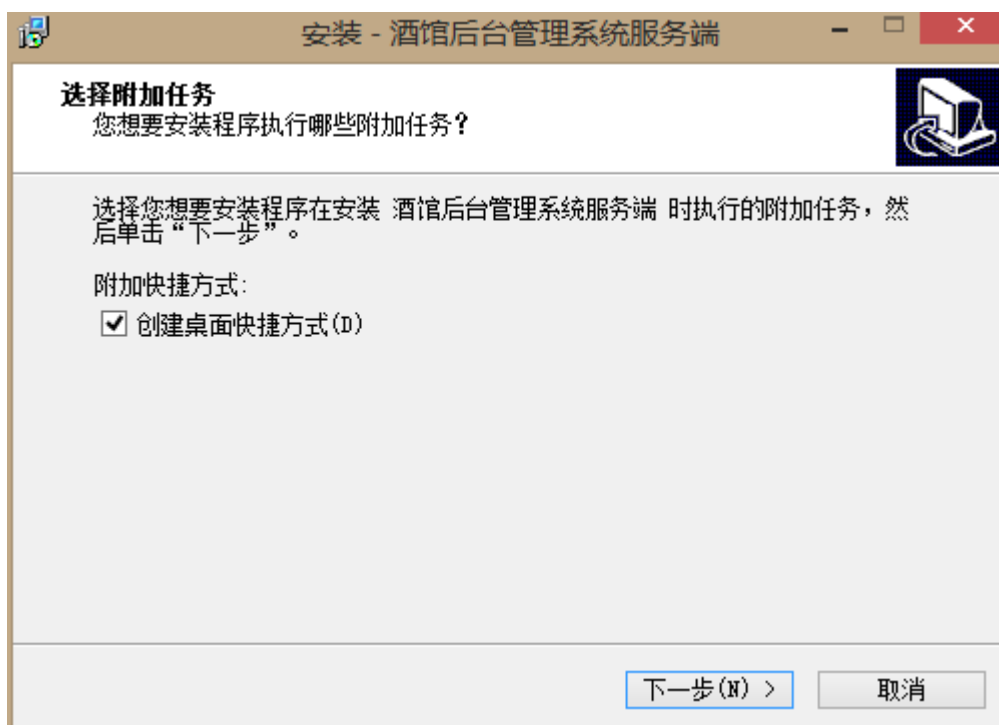 安装 - 酒馆后台管理系统服务端
选择附加任务
您想要安装程序执行哪些附加任务?
选择您想要安装程序在安装 酒馆后台管理系统服务端 时执行的附加任务，然
后单击“下一步”。
附加快捷方式:
创建桌面快捷方式(D)
下一步(N) >
取消